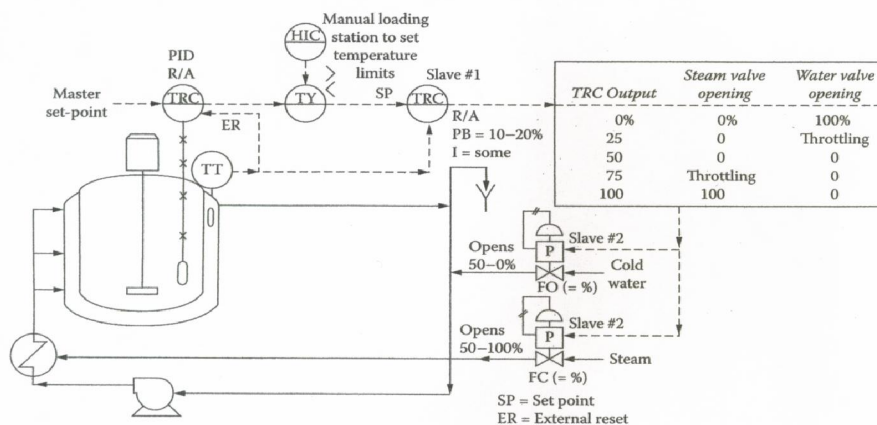 Manual loading
station to set
temperature
limits
HIC
PID
R/A
Slave #1
Master
set-point
TRC
TY
> <
SP
TRC
ER
R/A
PB = 10–20%
I = some
TT
TRC Output Steam valve opening Water valve opening
0% 0% 100%
25 0 Throttling
50 0 0
75 Throttling 0
100 100 0
Slave #2
P
Opens
50–0%
Cold
water
FO (= %)
Slave #2
P
Opens
50–100%
Steam
FC (= %)
SP = Set point
ER = External reset